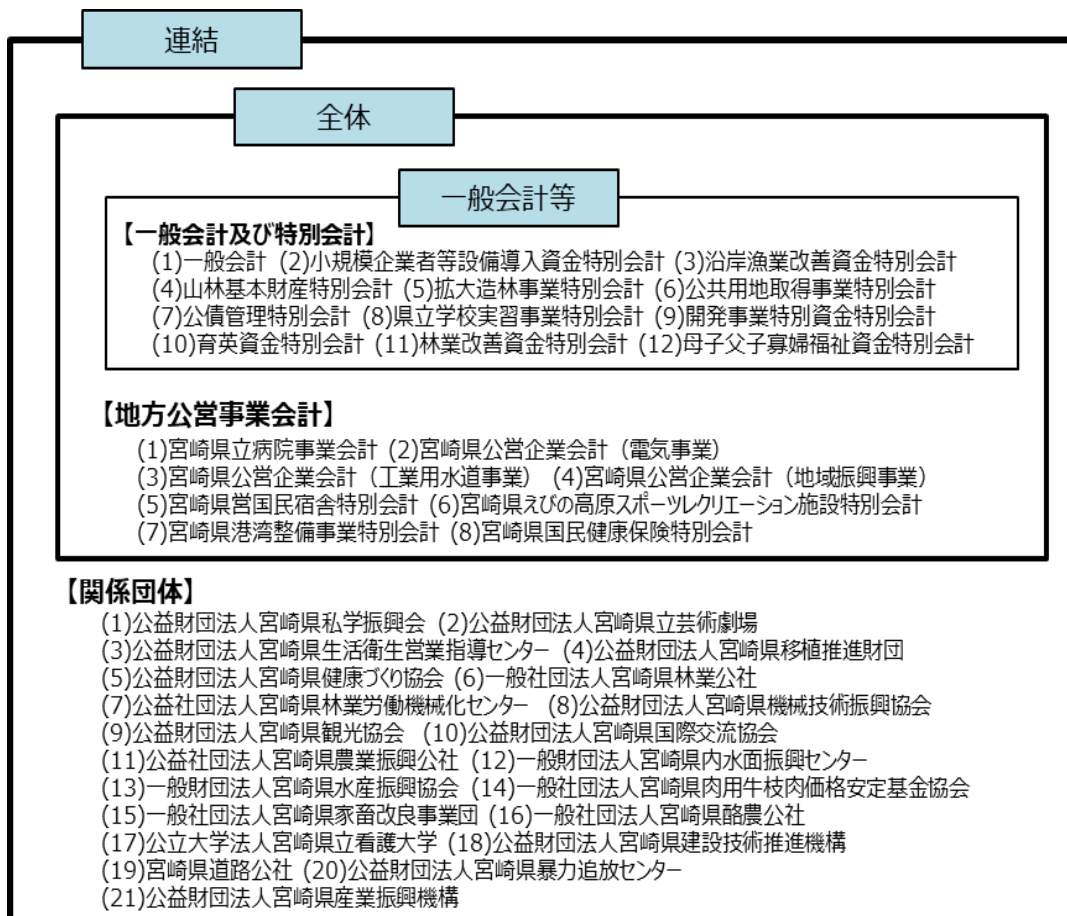 連結
全体
一般会計等
【一般会計及び特別会計】
(1)一般会計 (2)小規模企業者等設備導入資金特別会計 (3)沿岸漁業改善資金特別会計
(4)山林基本財産特別会計 (5)拡大造林事業特別会計 (6)公共用地取得事業特別会計
(7)公債管理特別会計 (8)県立学校実習事業特別会計 (9)開発事業特別資金特別会計
(10)育英資金特別会計 (11)林業改善資金特別会計 (12)母子父子寡婦福祉資金特別会計
【地方公営事業会計】
(1)宮崎県立病院事業会計 (2)宮崎県公営企業会計（電気事業）
(3)宮崎県公営企業会計（工業用水道事業） (4)宮崎県公営企業会計（地域振興事業）
(5)宮崎県営国民宿舎特別会計 (6)宮崎県えびの高原スポーツレクリエーション施設特別会計
(7)宮崎県港湾整備事業特別会計 (8)宮崎県国民健康保険特別会計
【関係団体】
(1)公益財団法人宮崎県私学振興会 (2)公益財団法人宮崎県立芸術劇場
(3)公益財団法人宮崎県生活衛生営業指導センター (4)公益財団法人宮崎県移植推進財団
(5)公益財団法人宮崎県健康づくり協会 (6)一般社団法人宮崎県林業公社
(7)公益社団法人宮崎県林業労働機械化センター (8)公益財団法人宮崎県機械技術振興協会
(9)公益財団法人宮崎県観光協会 (10)公益財団法人宮崎県国際交流協会
(11)公益社団法人宮崎県農業振興公社 (12)一般財団法人宮崎県内水面振興センター
(13)一般財団法人宮崎県水産振興協会 (14)一般社団法人宮崎県肉用牛枝肉価格安定基金協会
(15)一般社団法人宮崎県家畜改良事業団 (16)一般社団法人宮崎県酪農公社
(17)公立大学法人宮崎県立看護大学 (18)公益財団法人宮崎県建設技術推進機構
(19)宮崎県道路公社 (20)公益財団法人宮崎県暴力追放センター
(21)公益財団法人宮崎県産業振興機構